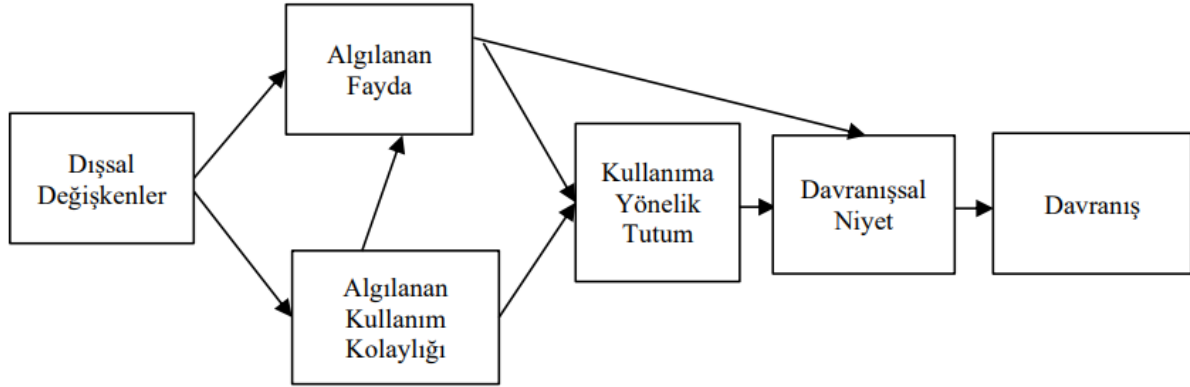 Algılanan
Fayda
Dışsal
Değişkenler
Kullanıma
Yönelik
Tutum
Davranışsal
Niyet
Davranış
Algılanan
Kullanım
Kolaylığı